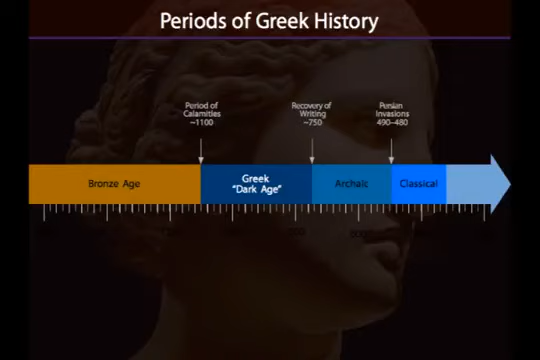 Periods of Greek History
Period of
Calamities
~1100
Recovery of
Writing
~750
Persian
Invasions
490–480
Bronze Age
Greek
"Dark Age"
Archaic
Classical